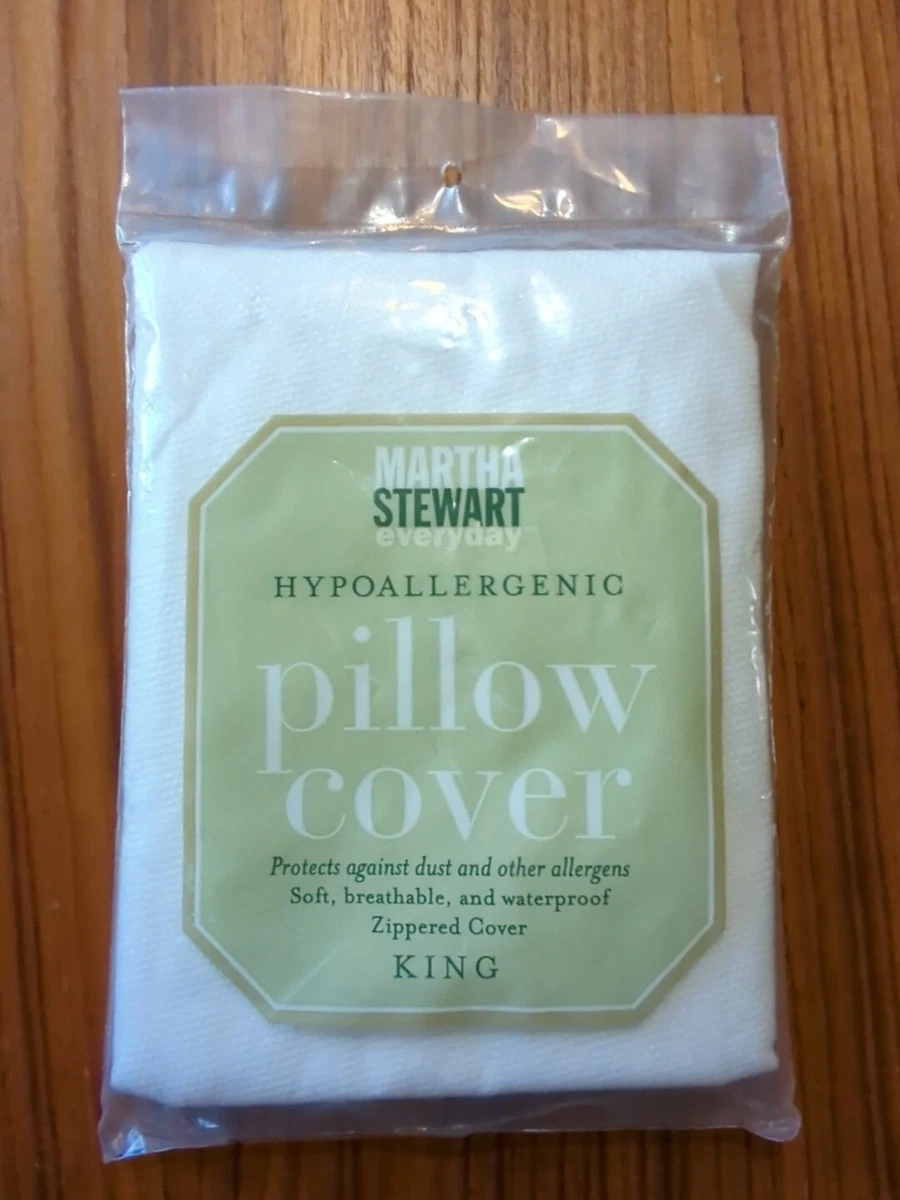 MARTHA
STEWART
everyday
HYPOALLERGENIC
pillow
cover
Protects against dust and other allergens
Soft, breathable, and waterproof
Zippered Cover
KING